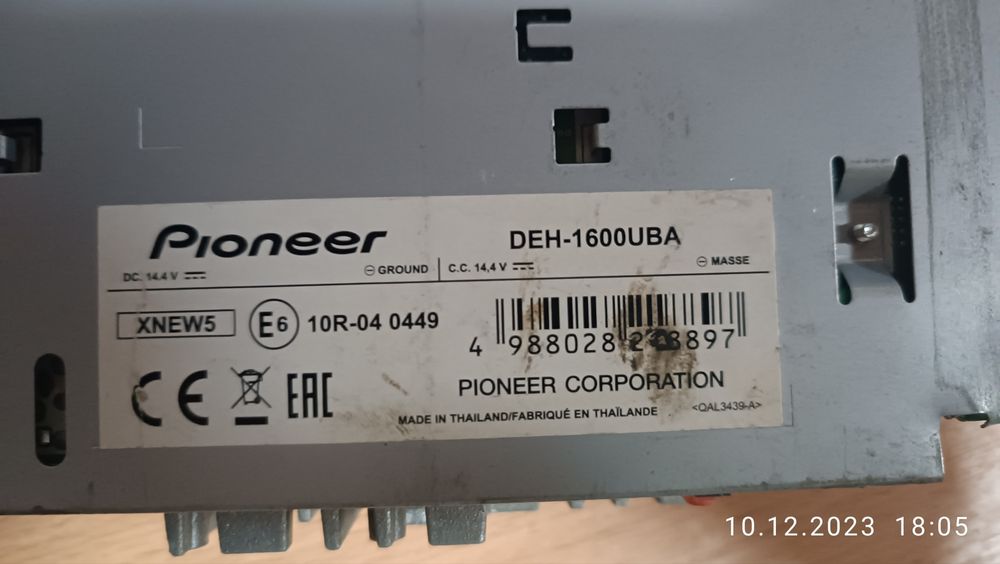 Pioneer DEH-1600UBA
DC. 14.4 V ⊖ GROUND C.C. 14,4 V ⊖ MASSE
XNEW5 E6 10R-04 0449
4 988028
CE EAC PIONEER CORPORATION
MADE IN THAILAND/FABRIQUÉ EN THAÏLANDE <QAL3439-A>
10.12.2023 18:05